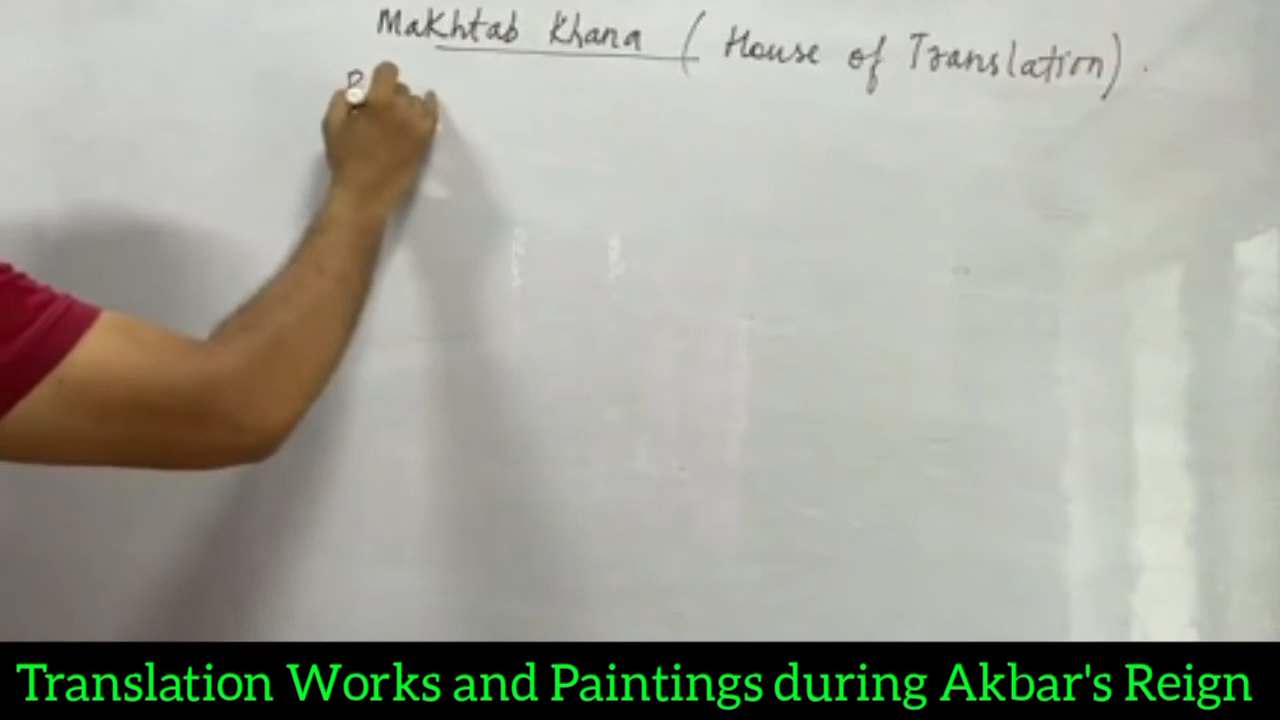 Makhtab Khana ( House of Translation) .
P
Translation Works and Paintings during Akbar's Reign